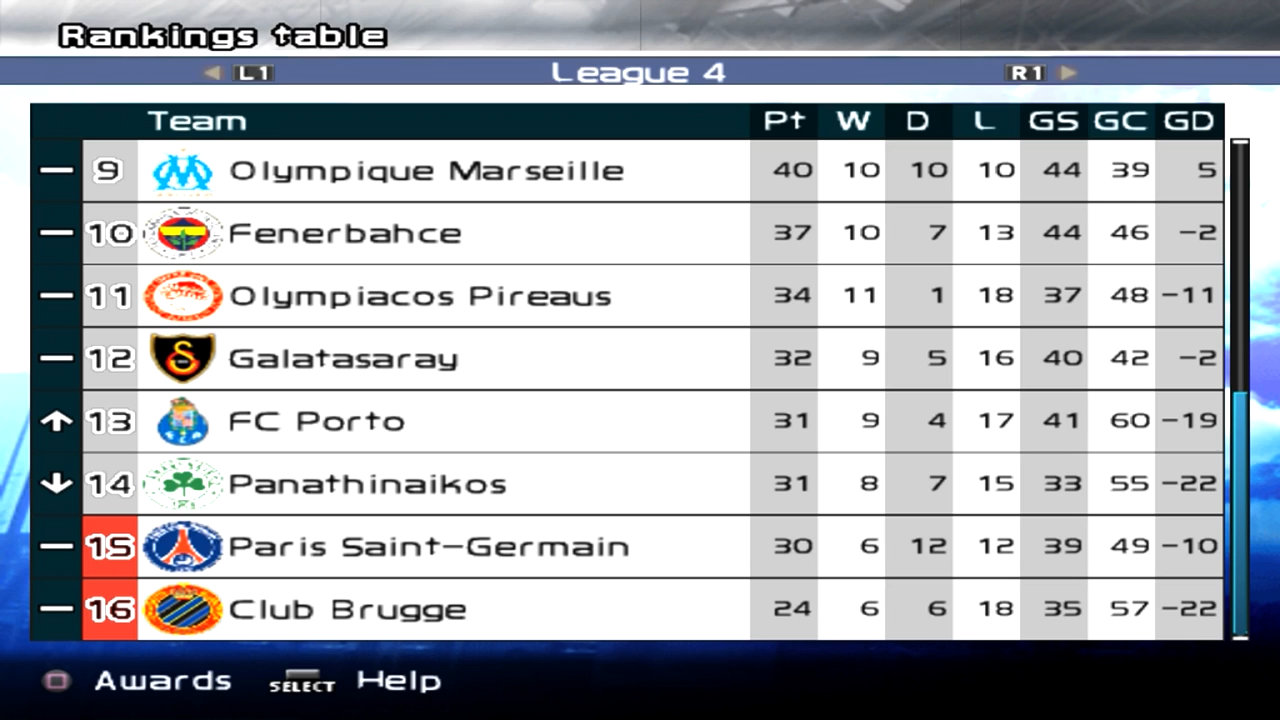 Rankings table
L1 League 4 R1
Team Pt W D L GS GC GD
9 Olympique Marseille 40 10 10 10 44 39 5
10 Fenerbahce 37 10 7 13 44 46 -2
11 Olympiacos Pireaus 34 11 1 18 37 48 -11
12 Galatasaray 32 9 5 16 40 42 -2
13 FC Porto 31 9 4 17 41 60 -19
14 Panathinaikos 31 8 7 15 33 55 -22
15 Paris Saint-Germain 30 6 12 12 39 49 -10
16 Club Brugge 24 6 6 18 35 57 -22
Awards SELECT Help